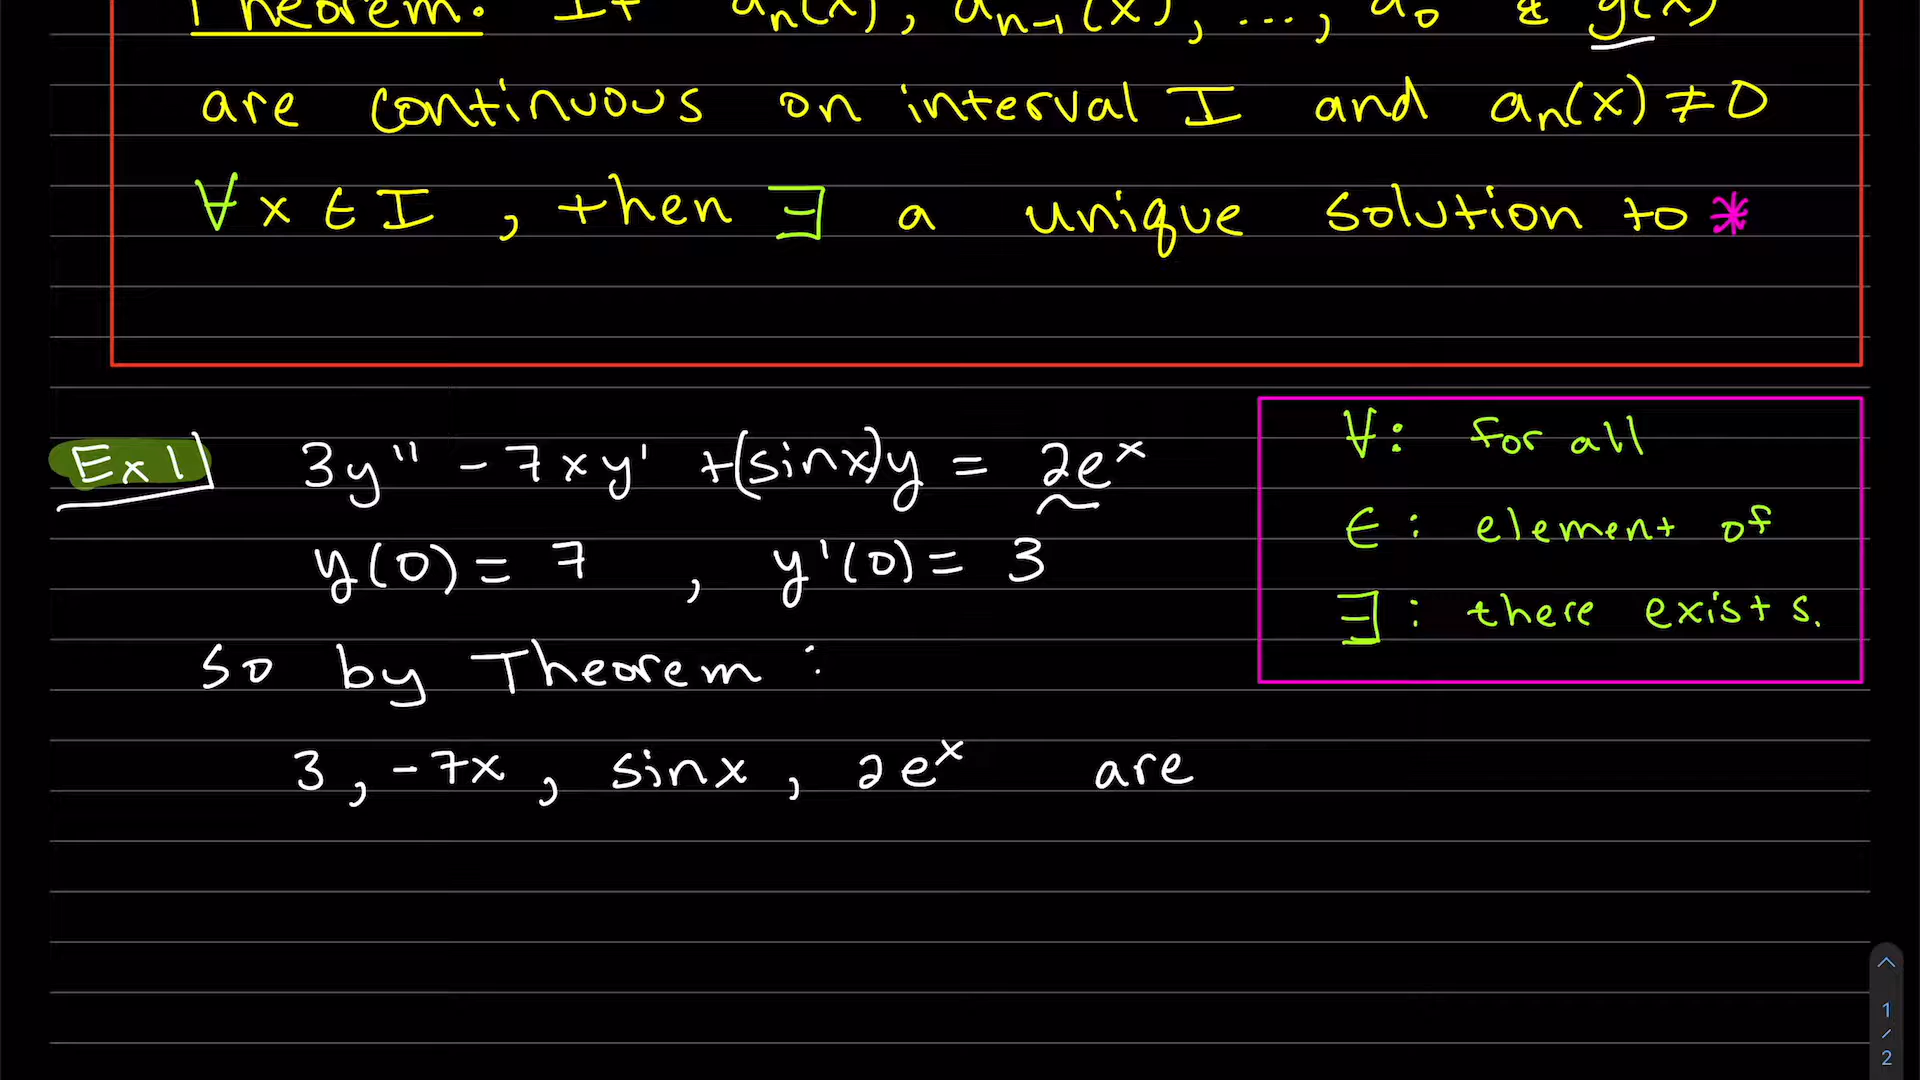 Theorem: If aₙ(x), aₙ₋₁(x), ..., a₀ & g(x)
are continuous on interval I and aₙ(x) ≠ 0
∀ x ∈ I, then ∃ a unique solution to *
Ex 1 3y'' - 7xy' + (sinx)y = 2eˣ
y(0) = 7 , y'(0) = 3
So by Theorem :
3, -7x, sinx, 2eˣ are
∀: for all
∈: element of
∃: there exists.
1
/
2